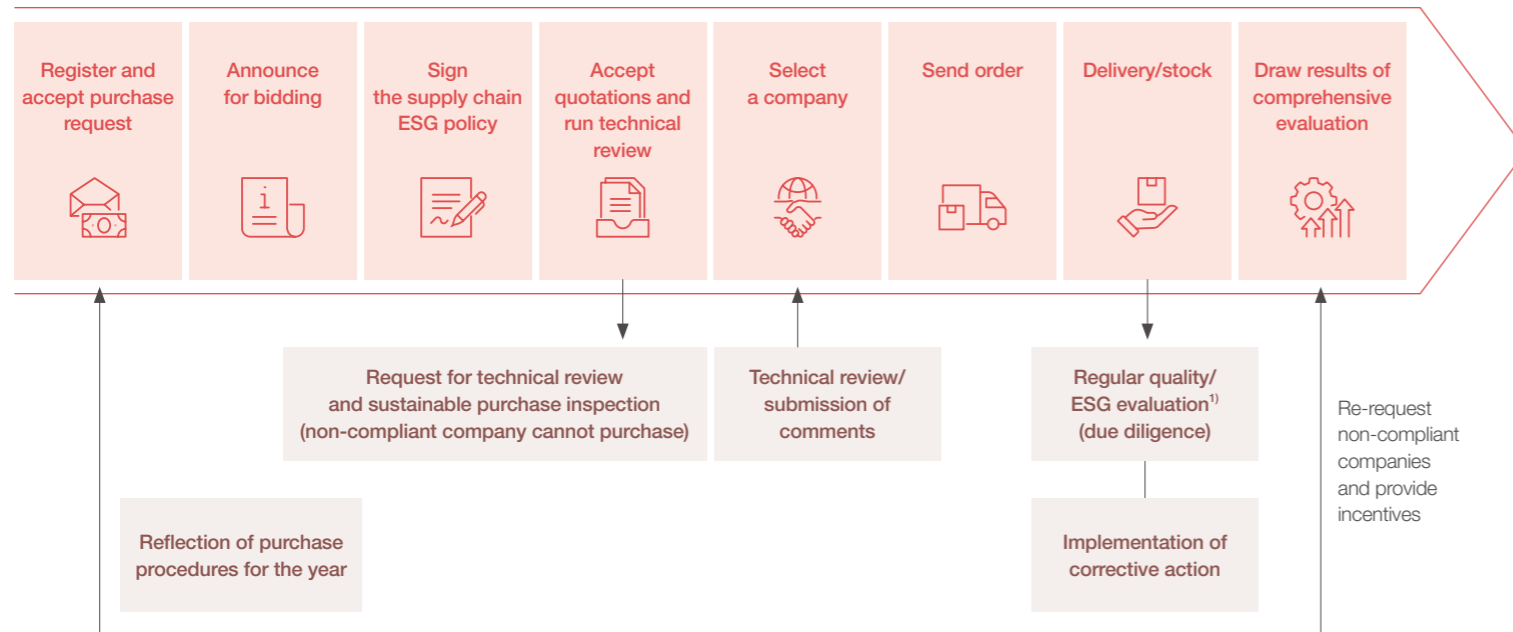 Register and
accept purchase
request
Announce
for bidding
Sign
the supply chain
ESG policy
Accept
quotations and
run technical
review
Select
a company
Send order
Delivery/stock
Draw results of
comprehensive
evaluation
i
Request for technical review
and sustainable purchase inspection
(non-compliant company cannot purchase)
Technical review/
submission of
comments
Regular quality/
ESG evaluation¹⁾
(due diligence)
Re-request
non-compliant
companies
and provide
incentives
Reflection of purchase
procedures for the year
Implementation of
corrective action